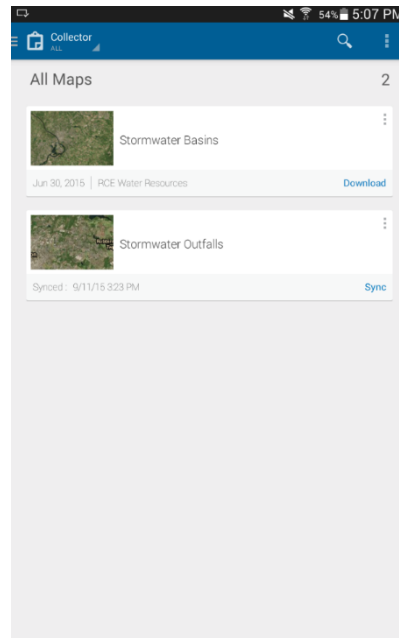 54% 5:07 PM
Collector
ALL
All Maps 2
Stormwater Basins
Jun 30, 2015 RCE Water Resources Download
Stormwater Outfalls
Synced : 9/11/15 3:23 PM Sync